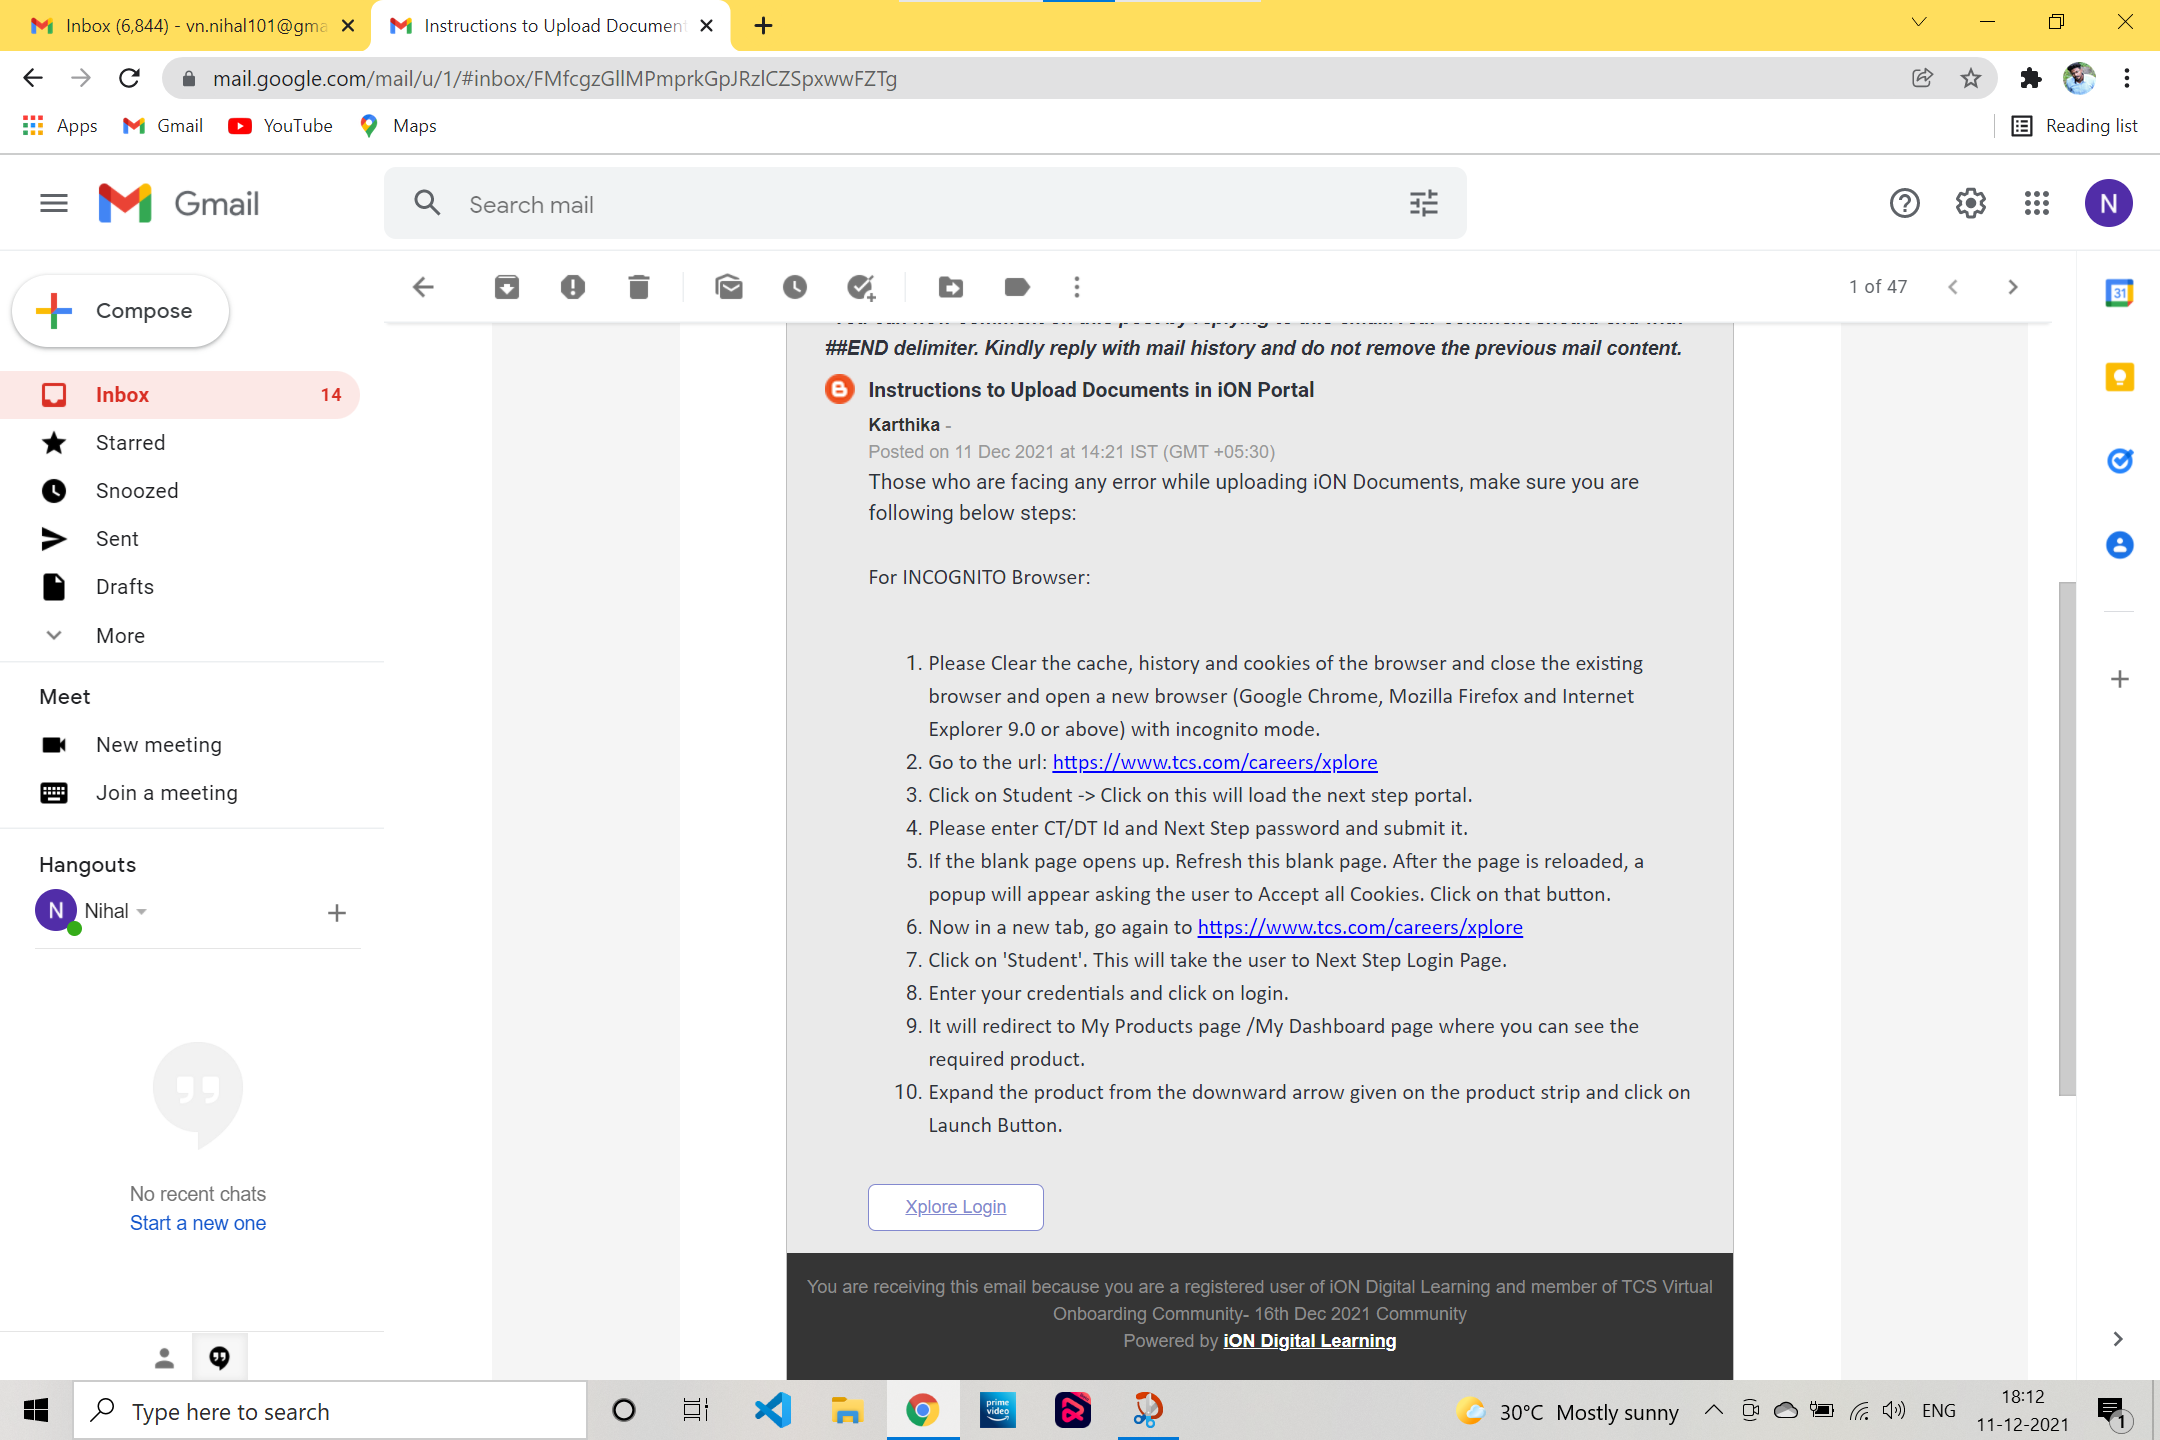 Inbox (6,844) - vn.nihal101@gma
Instructions to Upload Document
mail.google.com/mail/u/1/#inbox/FMfcgzGllMPmprkGpJRzlCZSpxwwFZTg
Apps
Gmail
YouTube
Maps
Reading list
Gmail
Search mail
N
Compose
1 of 47
31
Inbox 14
Starred
Snoozed
Sent
Drafts
More
Meet
New meeting
Join a meeting
Hangouts
N Nihal
No recent chats
Start a new one
##END delimiter. Kindly reply with mail history and do not remove the previous mail content.
Instructions to Upload Documents in iON Portal
Karthika -
Posted on 11 Dec 2021 at 14:21 IST (GMT +05:30)
Those who are facing any error while uploading iON Documents, make sure you are
following below steps:
For INCOGNITO Browser:
1. Please Clear the cache, history and cookies of the browser and close the existing
browser and open a new browser (Google Chrome, Mozilla Firefox and Internet
Explorer 9.0 or above) with incognito mode.
2. Go to the url: https://www.tcs.com/careers/xplore
3. Click on Student -> Click on this will load the next step portal.
4. Please enter CT/DT Id and Next Step password and submit it.
5. If the blank page opens up. Refresh this blank page. After the page is reloaded, a
popup will appear asking the user to Accept all Cookies. Click on that button.
6. Now in a new tab, go again to https://www.tcs.com/careers/xplore
7. Click on 'Student'. This will take the user to Next Step Login Page.
8. Enter your credentials and click on login.
9. It will redirect to My Products page /My Dashboard page where you can see the
required product.
10. Expand the product from the downward arrow given on the product strip and click on
Launch Button.
Xplore Login
You are receiving this email because you are a registered user of iON Digital Learning and member of TCS Virtual
Onboarding Community- 16th Dec 2021 Community
Powered by iON Digital Learning
Type here to search
prime video
30°C Mostly sunny
ENG
18:12
11-12-2021
1